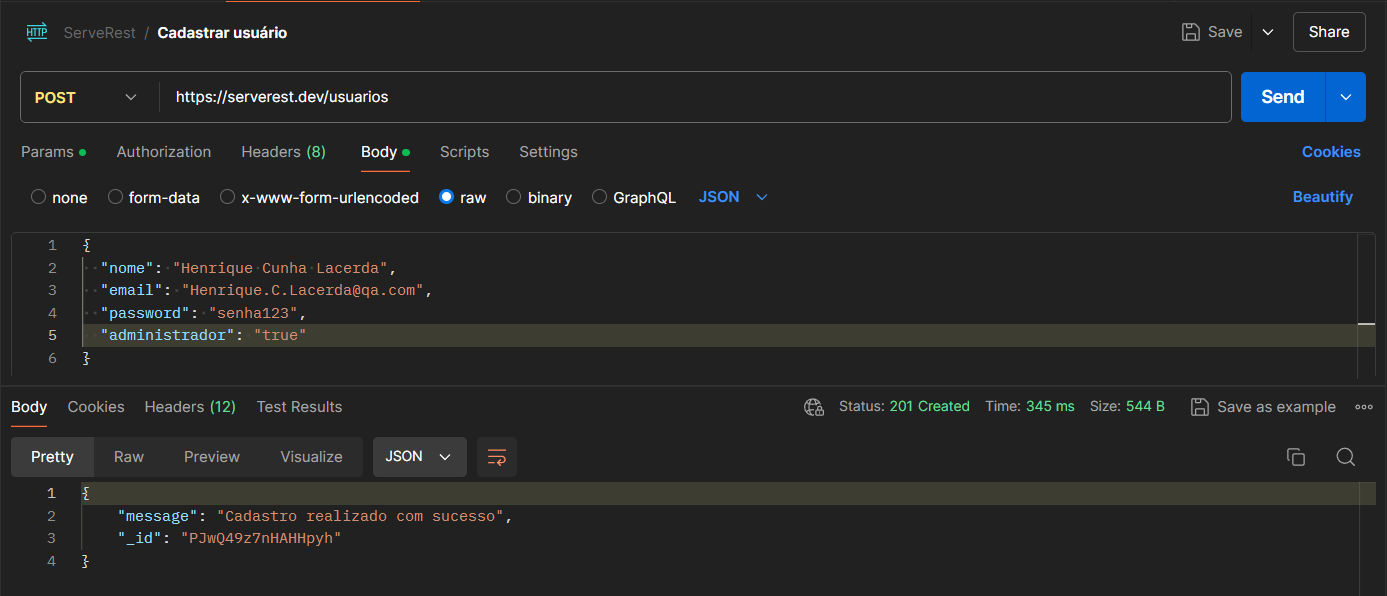 HTTP ServeRest / Cadastrar usuário Save Share
POST https://serverest.dev/usuarios Send
Params Authorization Headers (8) Body Scripts Settings Cookies
none form-data x-www-form-urlencoded raw binary GraphQL JSON Beautify
1 {
2 "nome": "Henrique Cunha Lacerda",
3 "email": "Henrique.C.Lacerda@qa.com",
4 "password": "senha123",
5 "administrador": "true"
6 }
Body Cookies Headers (12) Test Results Status: 201 Created Time: 345 ms Size: 544 B Save as example
Pretty Raw Preview Visualize JSON
1 {
2 "message": "Cadastro realizado com sucesso",
3 "_id": "PJwQ49z7nHAHHpyh"
4 }